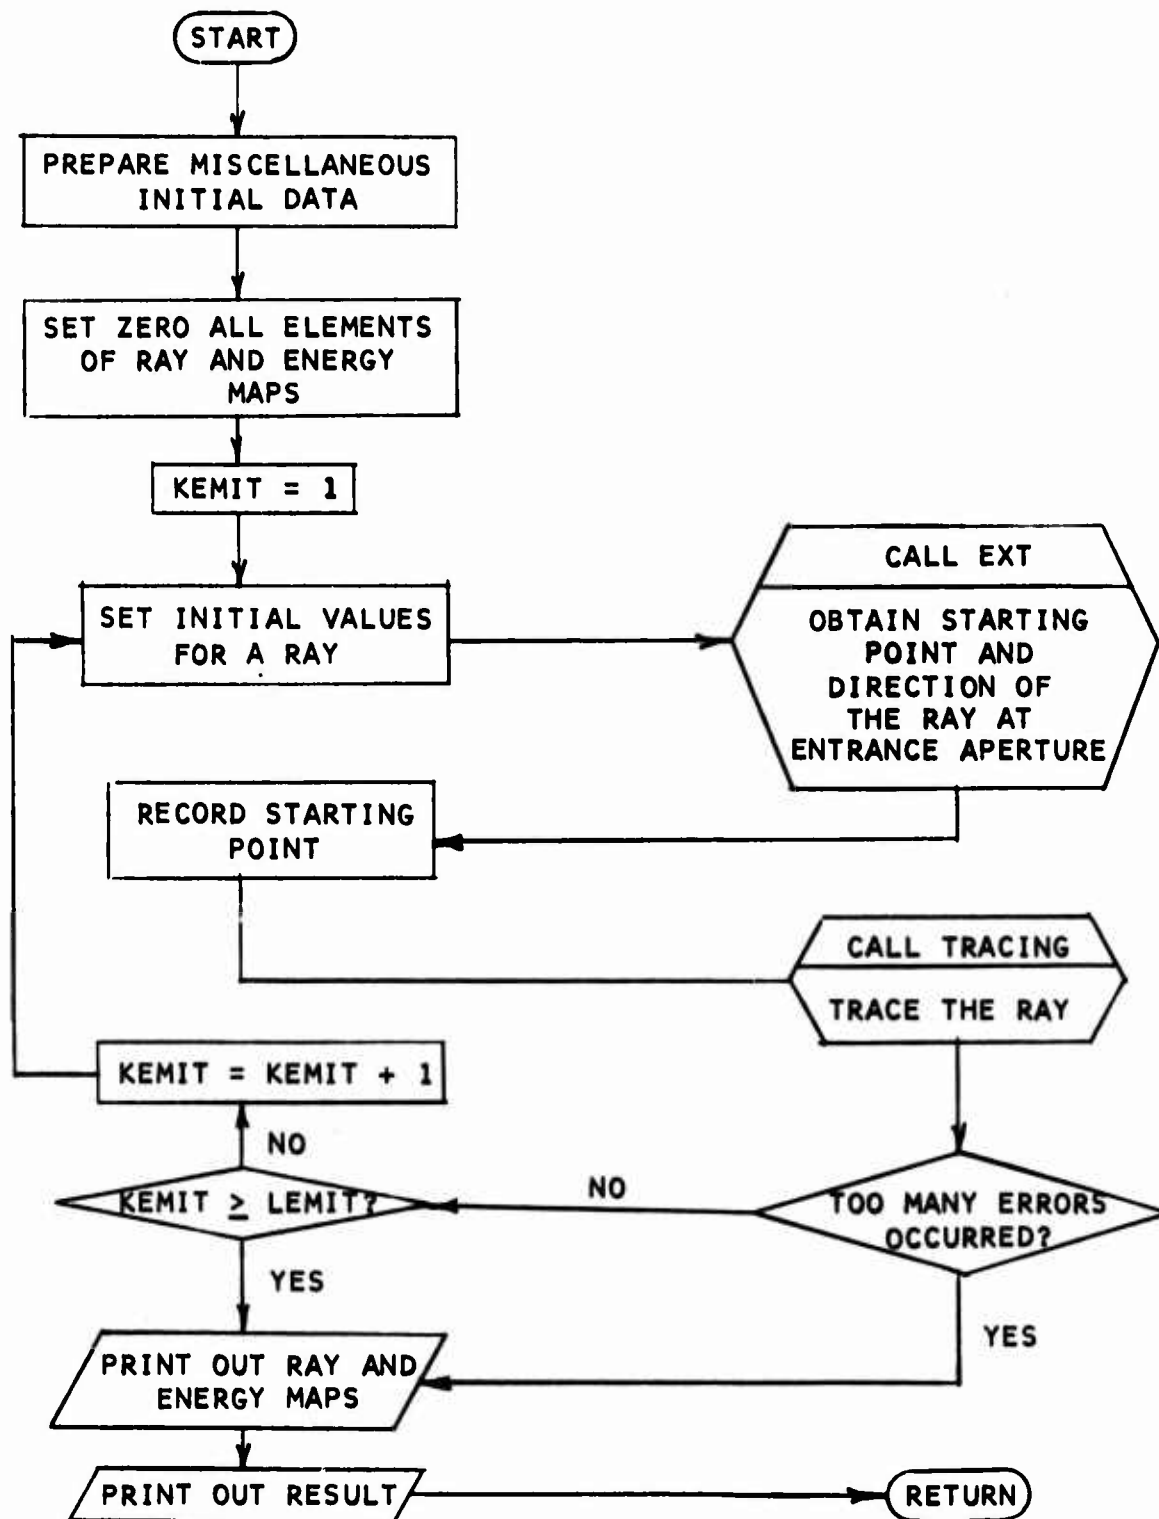 START
PREPARE MISCELLANEOUS
INITIAL DATA
SET ZERO ALL ELEMENTS
OF RAY AND ENERGY
MAPS
KEMIT = 1
SET INITIAL VALUES
FOR A RAY
CALL EXT
OBTAIN STARTING
POINT AND
DIRECTION OF
THE RAY AT
ENTRANCE APERTURE
RECORD STARTING
POINT
CALL TRACING
TRACE THE RAY
KEMIT = KEMIT + 1
NO
KEMIT ≥ LEMIT?
NO
TOO MANY ERRORS
OCCURRED?
YES
YES
PRINT OUT RAY AND
ENERGY MAPS
PRINT OUT RESULT
RETURN